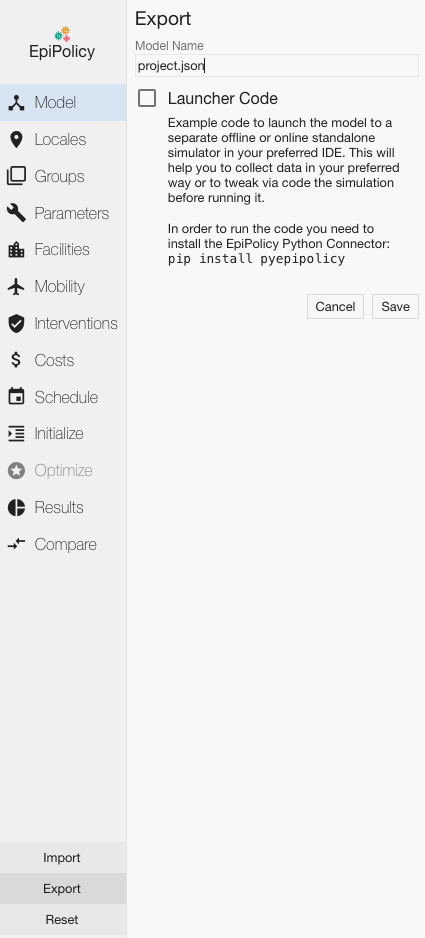 EpiPolicy
Model
Locales
Groups
Parameters
Facilities
Mobility
Interventions
Costs
Schedule
Initialize
Optimize
Results
Compare
Import
Export
Reset
Export
Model Name
project.json
Launcher Code
Example code to launch the model to a
separate offline or online standalone
simulator in your preferred IDE. This will
help you to collect data in your preferred
way or to tweak via code the simulation
before running it.
In order to run the code you need to
install the EpiPolicy Python Connector:
pip install pyepipolicy
Cancel
Save